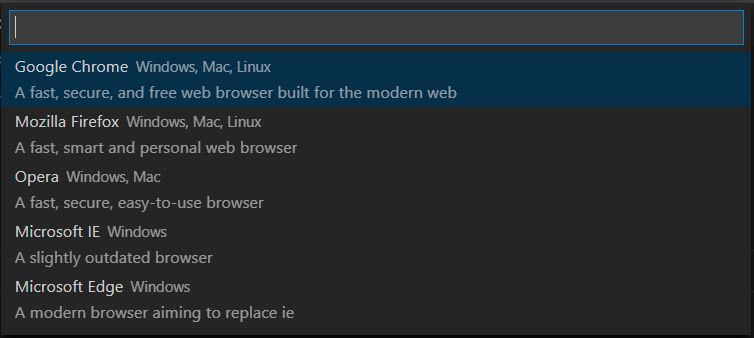 Google Chrome Windows, Mac, Linux
A fast, secure, and free web browser built for the modern web
Mozilla Firefox Windows, Mac, Linux
A fast, smart and personal web browser
Opera Windows, Mac
A fast, secure, easy-to-use browser
Microsoft IE Windows
A slightly outdated browser
Microsoft Edge Windows
A modern browser aiming to replace ie